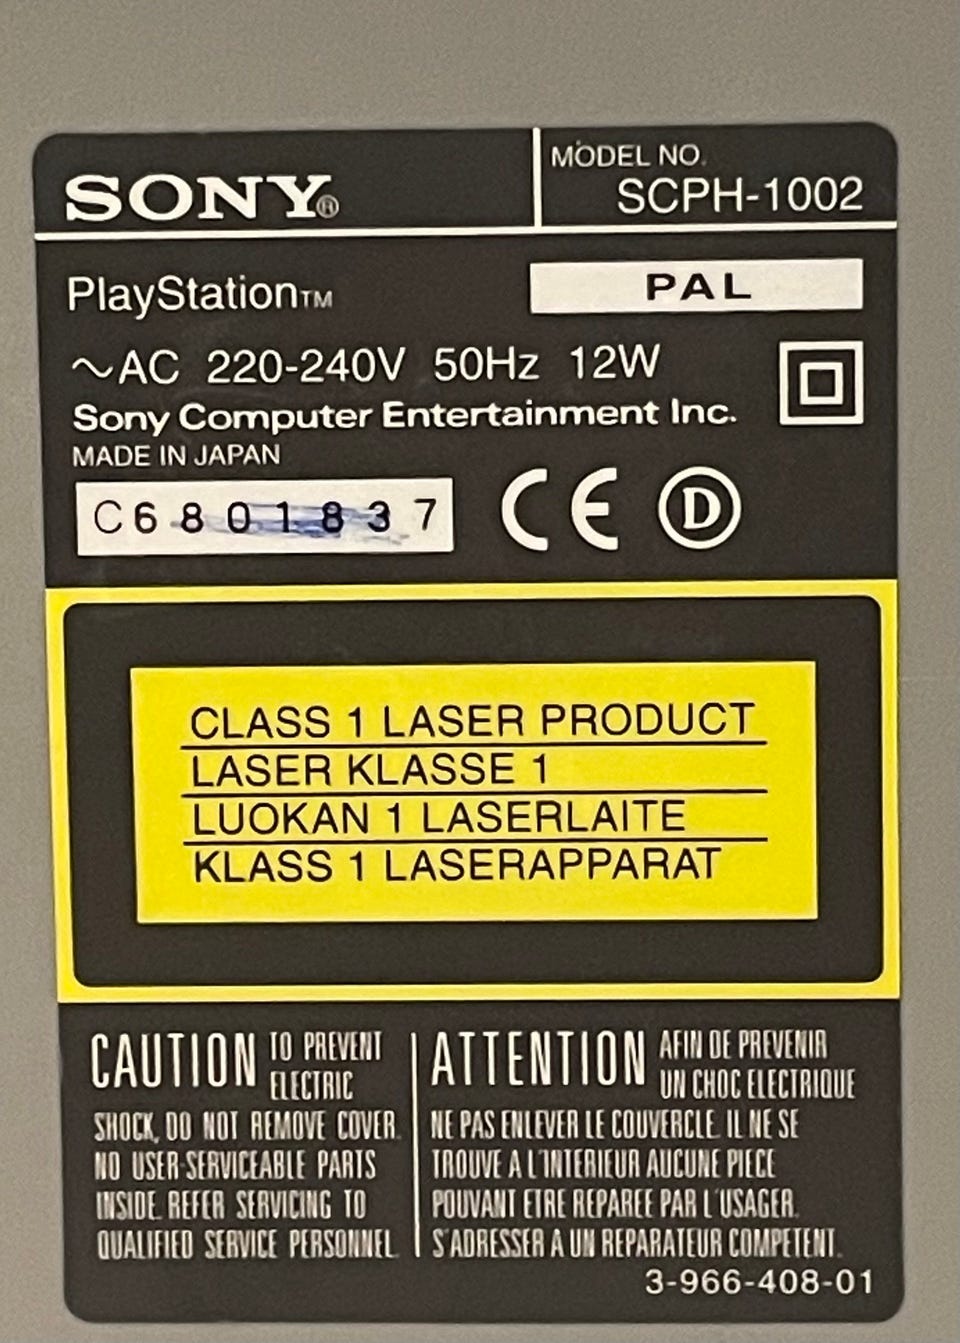 SONY®
MODEL NO.
SCPH-1002
PlayStation™
PAL
~AC 220-240V 50Hz 12W
Sony Computer Entertainment Inc.
MADE IN JAPAN
C6801837
CE D
CLASS 1 LASER PRODUCT
LASER KLASSE 1
LUOKAN 1 LASERLAITE
KLASS 1 LASERAPPARAT
CAUTION TO PREVENT
ELECTRIC
SHOCK, DO NOT REMOVE COVER.
NO USER-SERVICEABLE PARTS
INSIDE. REFER SERVICING TO
QUALIFIED SERVICE PERSONNEL.
ATTENTION AFIN DE PREVENIR
UN CHOC ELECTRIQUE
NE PAS ENLEVER LE COUVERCLE. IL NE SE
TROUVE A L'INTERIEUR AUCUNE PIECE
POUVANT ETRE REPAREE PAR L'USAGER.
S'ADRESSER A UN REPARATEUR COMPETENT.
3-966-408-01